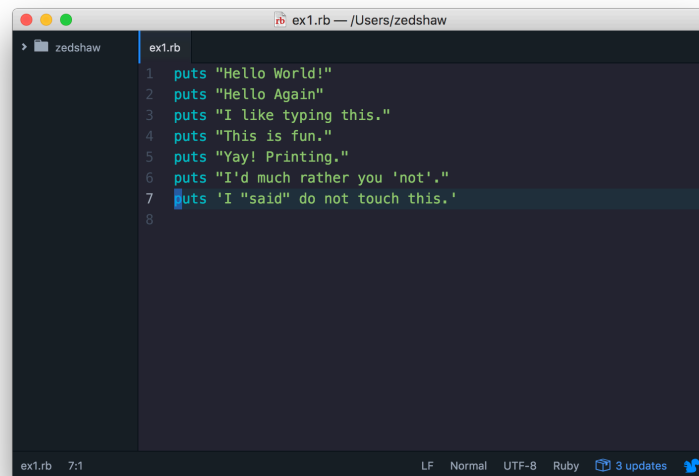 rb ex1.rb — /Users/zedshaw
zedshaw
ex1.rb
1 puts "Hello World!"
2 puts "Hello Again"
3 puts "I like typing this."
4 puts "This is fun."
5 puts "Yay! Printing."
6 puts "I'd much rather you 'not'."
7 puts 'I "said" do not touch this.'
8
ex1.rb 7:1 LF Normal UTF-8 Ruby 3 updates